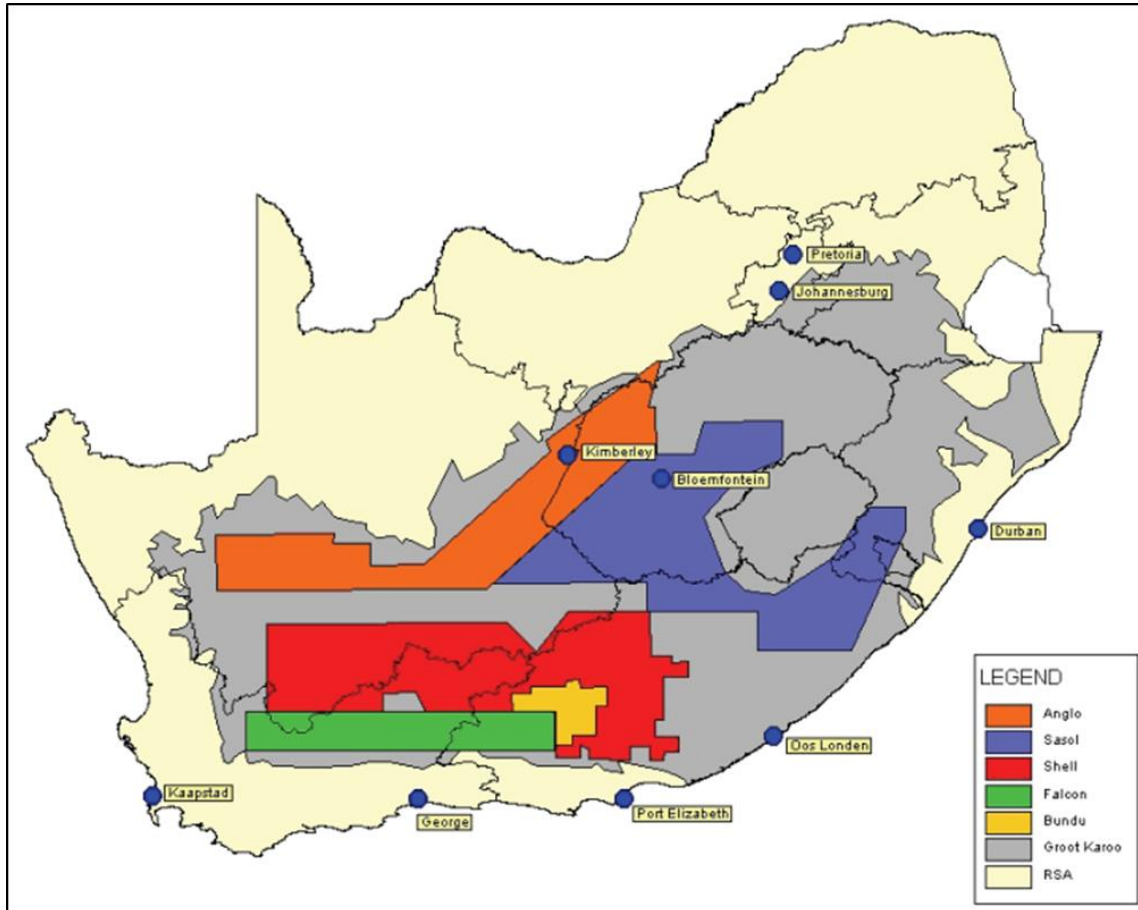 Pretoria
Johannesburg
Kimberley
Bloemfontein
Durban
Oos Londen
Kaapstad
George
Port Elizabeth
LEGEND
Anglo
Sasol
Shell
Falcon
Bundu
Groot Karoo
RSA